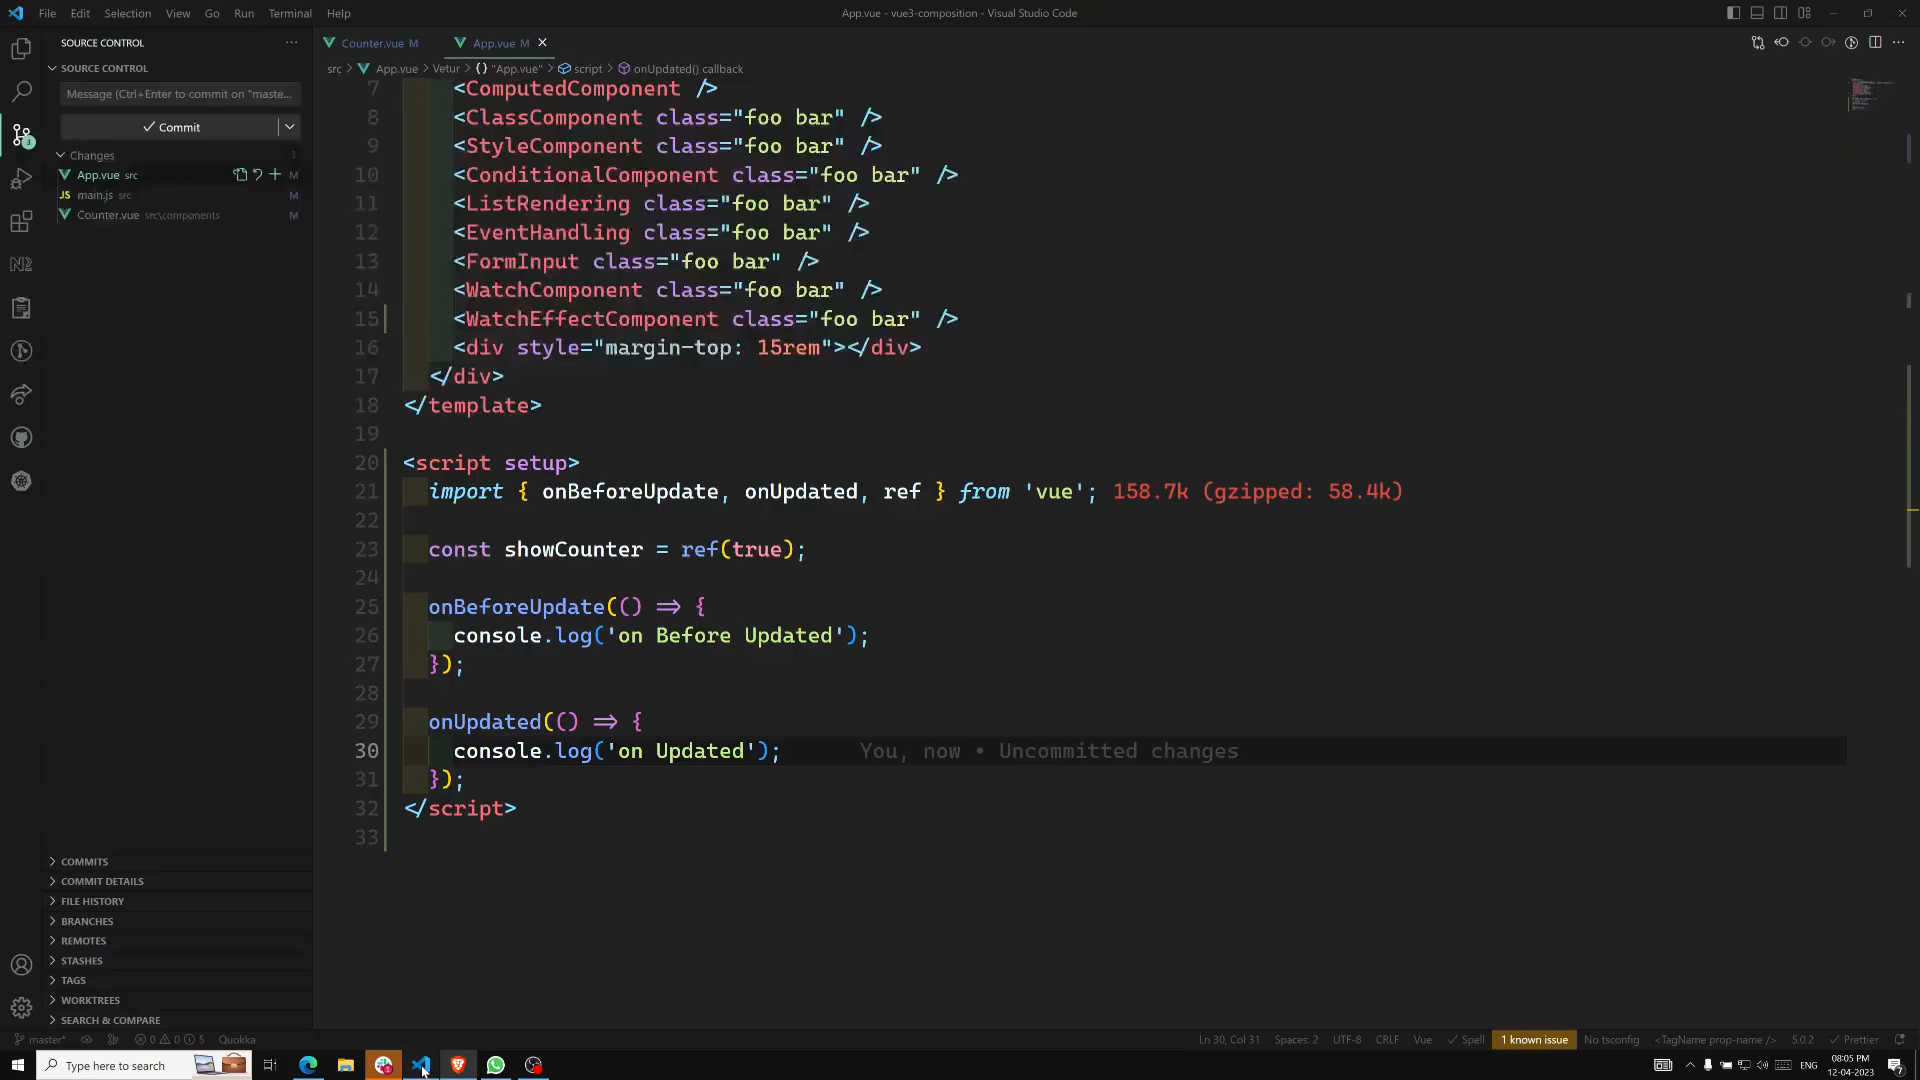 File Edit Selection View Go Run Terminal Help
App.vue - vue3-composition - Visual Studio Code
SOURCE CONTROL
SOURCE CONTROL
Message (Ctrl+Enter to commit on "maste...
Commit
Changes 3
App.vue src M
JS main.js src M
Counter.vue src\components M
COMMITS
COMMIT DETAILS
FILE HISTORY
BRANCHES
REMOTES
STASHES
TAGS
WORKTREES
SEARCH & COMPARE
Counter.vue M App.vue M
src > App.vue > Vetur > {} "App.vue" > script > onUpdated() callback
7 <ComputedComponent />
8 <ClassComponent class="foo bar" />
9 <StyleComponent class="foo bar" />
10 <ConditionalComponent class="foo bar" />
11 <ListRendering class="foo bar" />
12 <EventHandling class="foo bar" />
13 <FormInput class="foo bar" />
14 <WatchComponent class="foo bar" />
15 <WatchEffectComponent class="foo bar" />
16 <div style="margin-top: 15rem"></div>
17 </div>
18 </template>
19
20 <script setup>
21 import { onBeforeUpdate, onUpdated, ref } from 'vue'; 158.7k (gzipped: 58.4k)
22
23 const showCounter = ref(true);
24
25 onBeforeUpdate(() => {
26 console.log('on Before Updated');
27 });
28
29 onUpdated(() => {
30 console.log('on Updated'); You, now • Uncommitted changes
31 });
32 </script>
33
master* 0 0 5 Quokka
Ln 30, Col 31 Spaces: 2 UTF-8 CRLF Vue Spell 1 known issue No tsconfig <TagName prop-name /> 5.0.2 Prettier
Type here to search
ENG
08:05 PM
12-04-2023